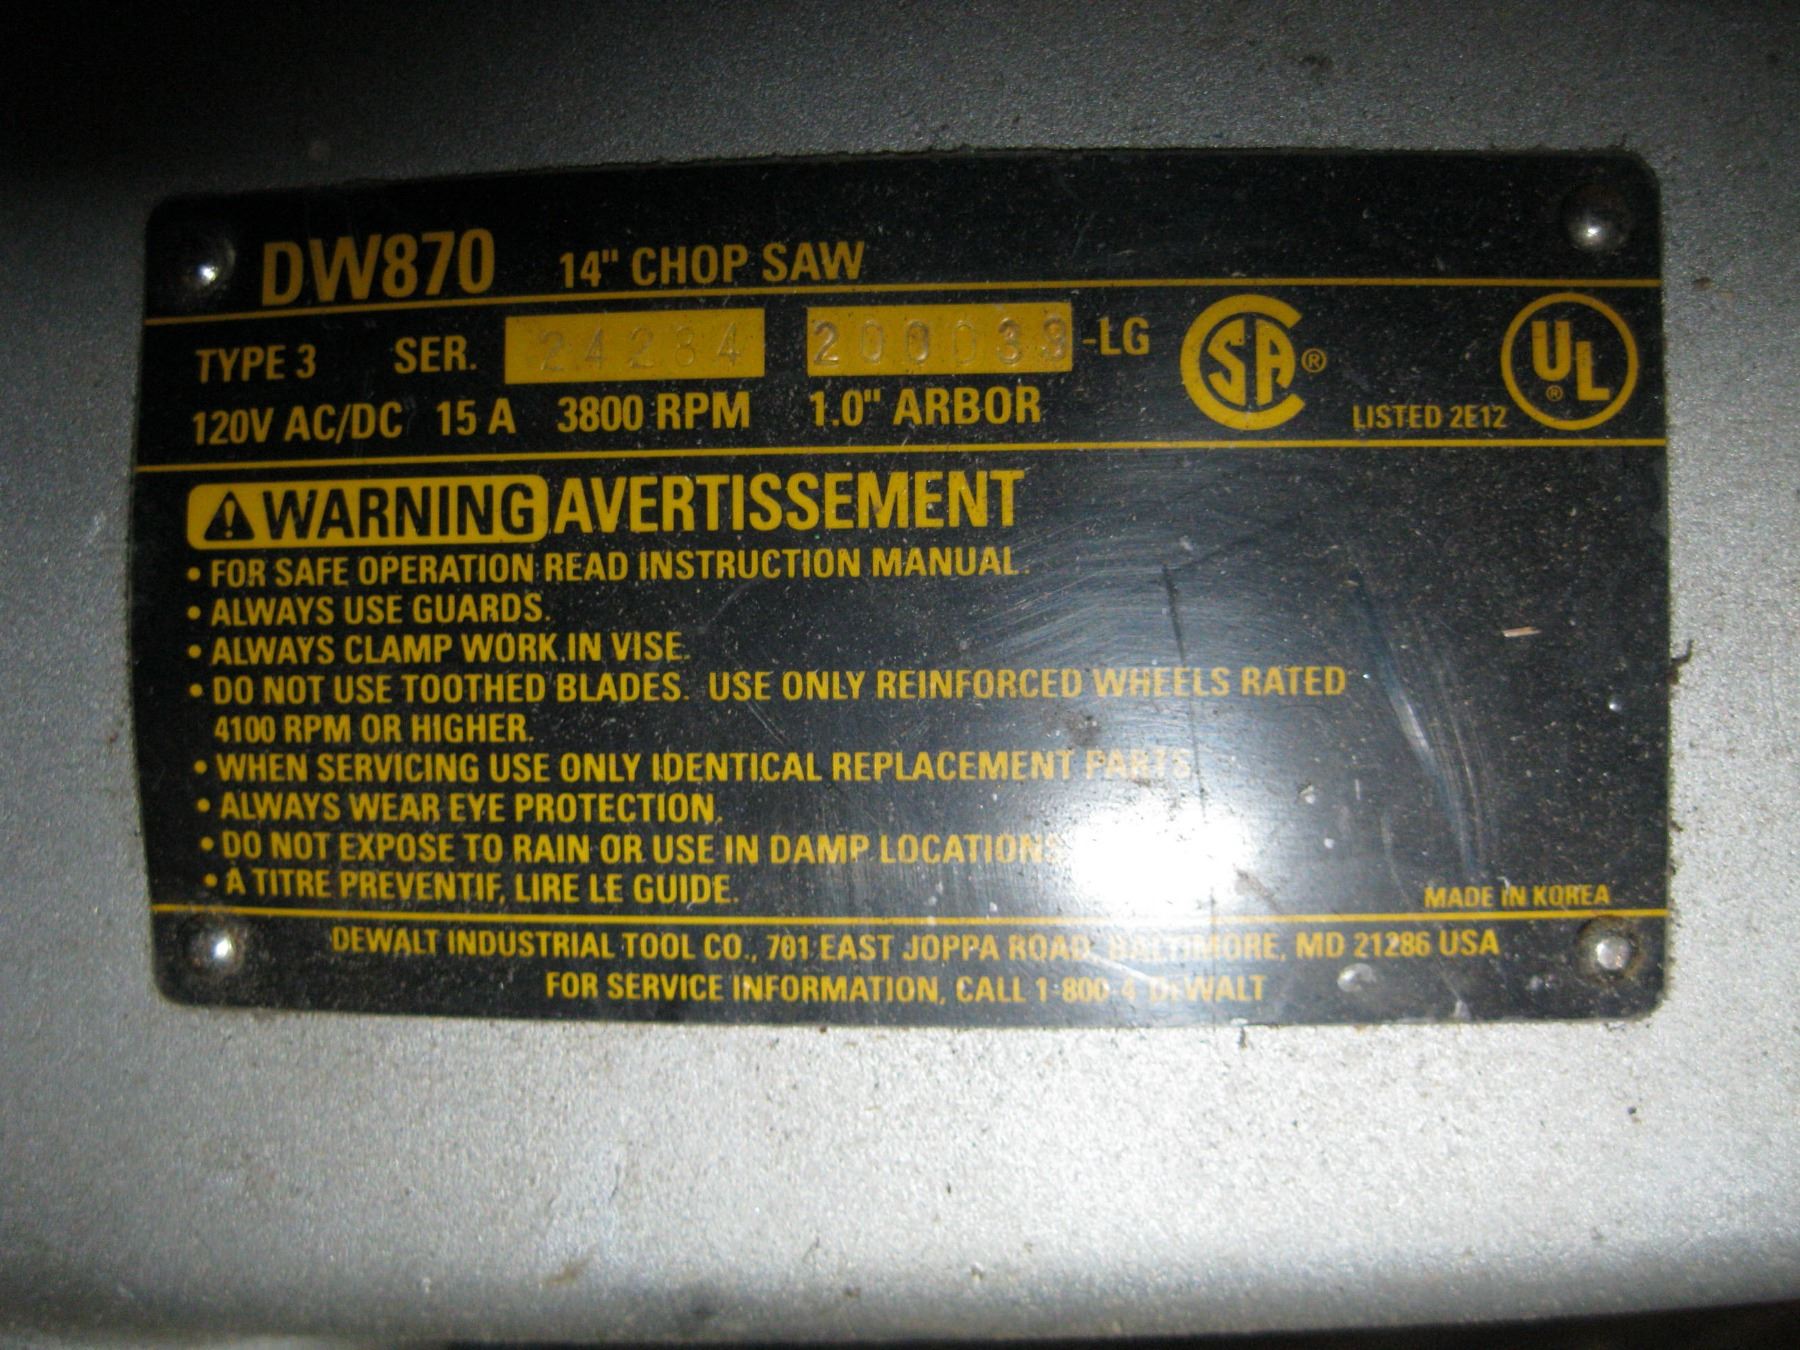 DW870 14" CHOP SAW
TYPE 3 SER. 24284 200039 -LG
120V AC/DC 15 A 3800 RPM 1.0" ARBOR
SA ® LISTED 2E12 UL ®
WARNING AVERTISSEMENT
• FOR SAFE OPERATION READ INSTRUCTION MANUAL.
• ALWAYS USE GUARDS.
• ALWAYS CLAMP WORK IN VISE.
• DO NOT USE TOOTHED BLADES. USE ONLY REINFORCED WHEELS RATED
4100 RPM OR HIGHER.
• WHEN SERVICING USE ONLY IDENTICAL REPLACEMENT PARTS
• ALWAYS WEAR EYE PROTECTION.
• DO NOT EXPOSE TO RAIN OR USE IN DAMP LOCATIONS
• À TITRE PREVENTIF, LIRE LE GUIDE.
MADE IN KOREA
DEWALT INDUSTRIAL TOOL CO., 701 EAST JOPPA ROAD, BALTIMORE, MD 21286 USA
FOR SERVICE INFORMATION, CALL 1-800-4-DEWALT